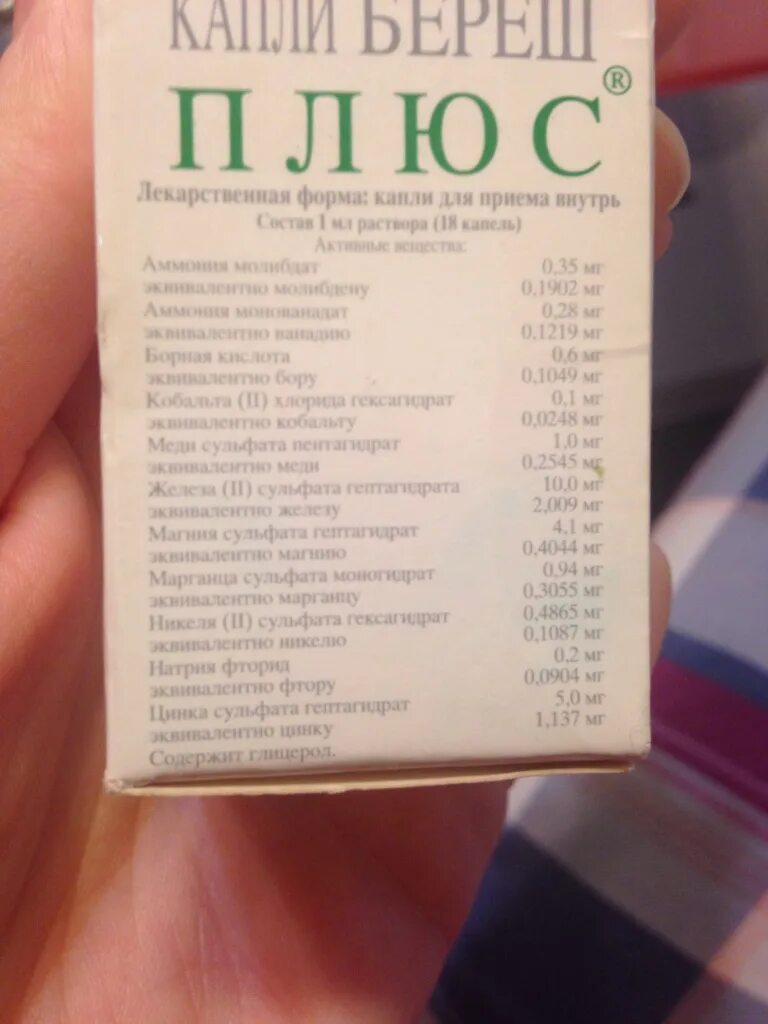 КАПЛИ БЕРЕШ
ПЛЮС®
Лекарственная форма: капли для приема внутрь
Состав 1 мл раствора (18 капель)
Активные вещества:
Аммония молибдат 0,35 мг
эквивалентно молибдену 0,1902 мг
Аммония монованадат 0,28 мг
эквивалентно ванадию 0,1219 мг
Борная кислота 0,6 мг
эквивалентно бору 0,1049 мг
Кобальта (II) хлорида гексагидрат 0,1 мг
эквивалентно кобальту 0,0248 мг
Меди сульфата пентагидрат 1,0 мг
эквивалентно меди 0,2545 мг
Железа (II) сульфата гептагидрата 10,0 мг
эквивалентно железу 2,009 мг
Магния сульфата гептагидрат 4,1 мг
эквивалентно магнию 0,4044 мг
Марганца сульфата моногидрат 0,94 мг
эквивалентно марганцу 0,3055 мг
Никеля (II) сульфата гексагидрат 0,4865 мг
эквивалентно никелю 0,1087 мг
Натрия фторид 0,2 мг
эквивалентно фтору 0,0904 мг
Цинка сульфата гептагидрат 5,0 мг
эквивалентно цинку 1,137 мг
Содержит глицерол.